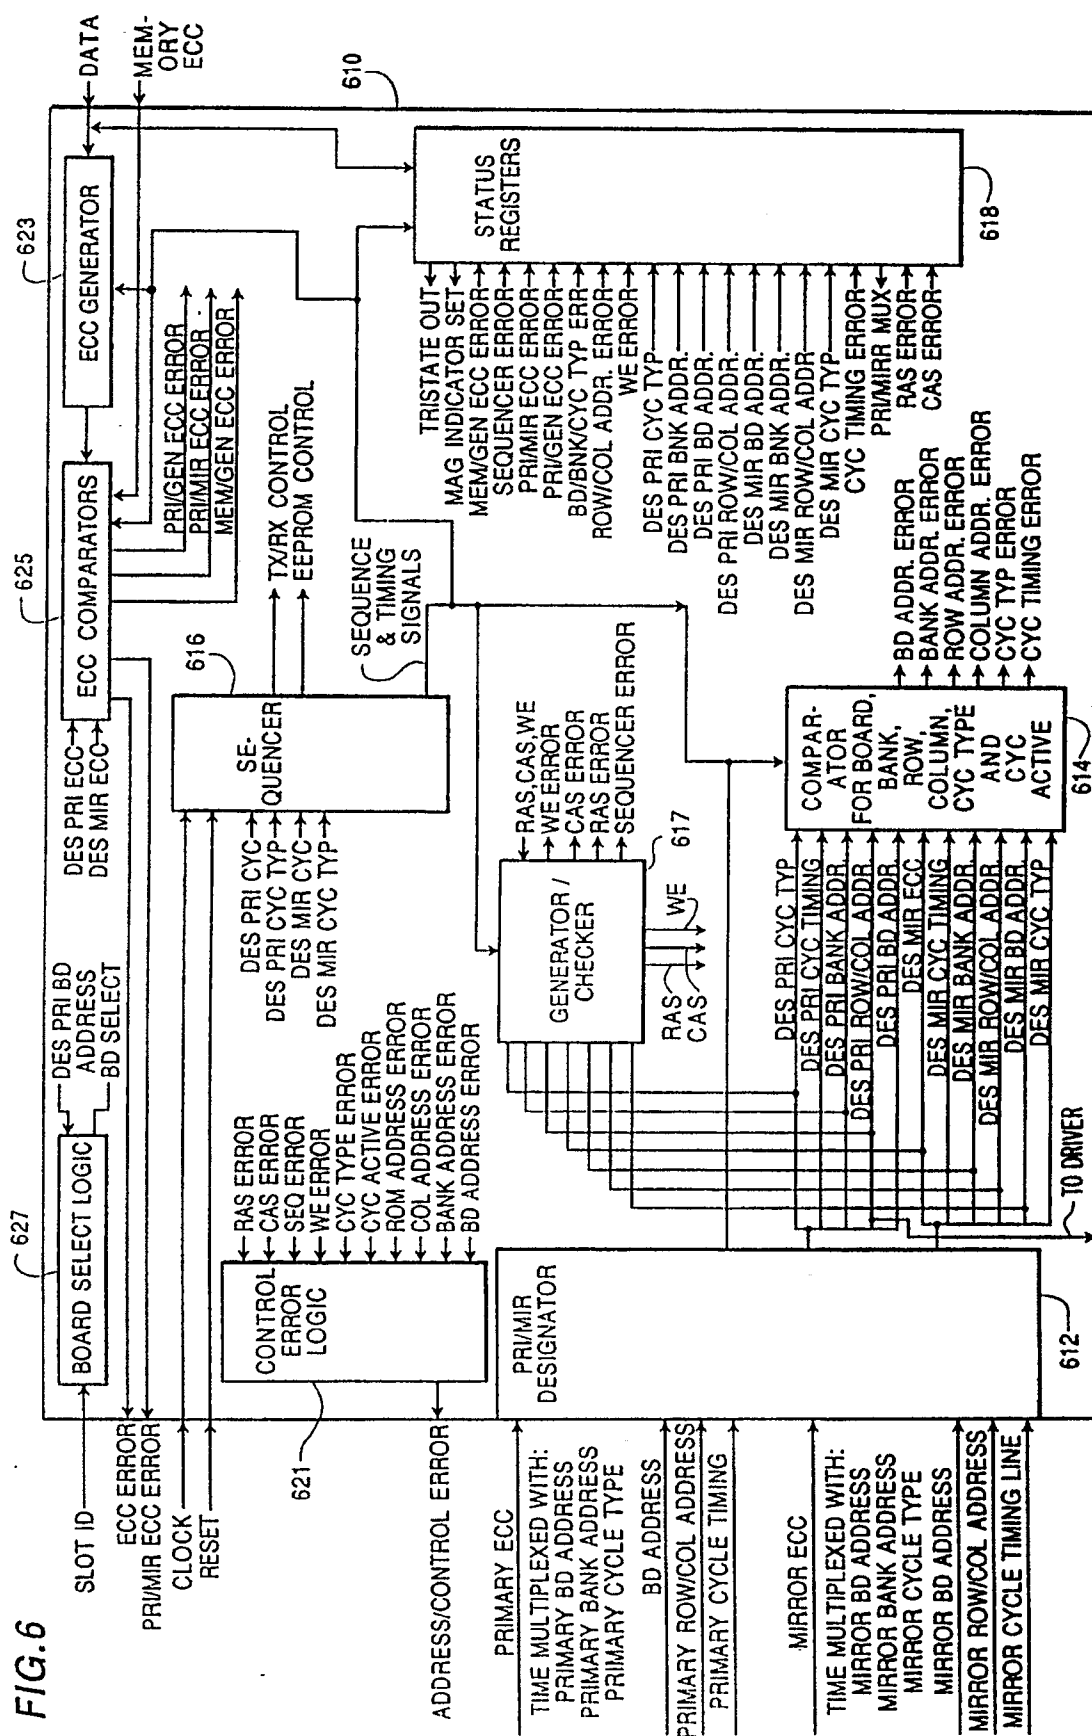 FIG.6
SLOT ID
ECC ERROR
PRI/MIR ECC ERROR
CLOCK
RESET
ADDRESS/CONTROL ERROR
PRIMARY ECC
TIME MULTIPLEXED WITH:
PRIMARY BD ADDRESS
PRIMARY BANK ADDRESS
PRIMARY CYCLE TYPE
BD ADDRESS
PRIMARY ROW/COL ADDRESS
PRIMARY CYCLE TIMING
MIRROR ECC
TIME MULTIPLEXED WITH:
MIRROR BD ADDRESS
MIRROR BANK ADDRESS
MIRROR CYCLE TYPE
MIRROR BD ADDRESS
MIRROR ROW/COL ADDRESS
MIRROR CYCLE TIMING LINE
627
BOARD SELECT LOGIC
DES PRI BD
ADDRESS
BD SELECT
DES PRI ECC
DES MIR ECC
625
ECC COMPARATORS
623
ECC GENERATOR
DATA
MEM-
ORY
ECC
610
PRI/GEN ECC ERROR
PRI/MIR ECC ERROR
MEM/GEN ECC ERROR
621
CONTROL
ERROR
LOGIC
RAS ERROR
CAS ERROR
SEQ ERROR
WE ERROR
CYC TYPE ERROR
CYC ACTIVE ERROR
ROM ADDRESS ERROR
COL ADDRESS ERROR
BANK ADDRESS ERROR
BD ADDRESS ERROR
DES PRI CYC
DES PRI CYC TYP
DES MIR CYC
DES MIR CYC TYP
616
SE-
QUENCER
TX/RX CONTROL
EEPROM CONTROL
SEQUENCE
& TIMING
SIGNALS
STATUS
REGISTERS
618
TRISTATE OUT
MAG INDICATOR SET
MEM/GEN ECC ERROR
SEQUENCER ERROR
PRI/MIR ECC ERROR
PRI/GEN ECC ERROR
BD/BNK/CYC TYP ERR
ROW/COL ADDR. ERROR
WE ERROR
DES PRI CYC TYP
DES PRI BNK ADDR.
DES PRI BD ADDR.
DES PRI ROW/COL ADDR.
DES MIR BD ADDR.
DES MIR BNK ADDR.
DES MIR ROW/COL ADDR
DES MIR CYC TYP
CYC TIMING ERROR
PRI/MIRR MUX
RAS ERROR
CAS ERROR
GENERATOR /
CHECKER
617
RAS,CAS,WE
WE ERROR
CAS ERROR
RAS ERROR
SEQUENCER ERROR
RAS
CAS
WE
PRI/MIR
DESIGNATOR
612
TO DRIVER
DES PRI CYC TYP
DES PRI CYC TIMING
DES PRI BANK ADDR.
DES PRI ROW/COL ADDR.
DES PRI BD ADDR.
DES MIR ECC
DES MIR CYC TIMING
DES MIR BANK ADDR
DES MIR ROW/COL ADDR
DES MIR BD ADDR.
DES MIR CYC TYP
COMPAR-
ATOR
FOR BOARD,
BANK,
ROW,
COLUMN,
CYC TYPE
AND
CYC
ACTIVE
614
BD ADDR. ERROR
BANK ADDR. ERROR
ROW ADDR. ERROR
COLUMN ADDR. ERROR
CYC TYP ERROR
CYC TIMING ERROR